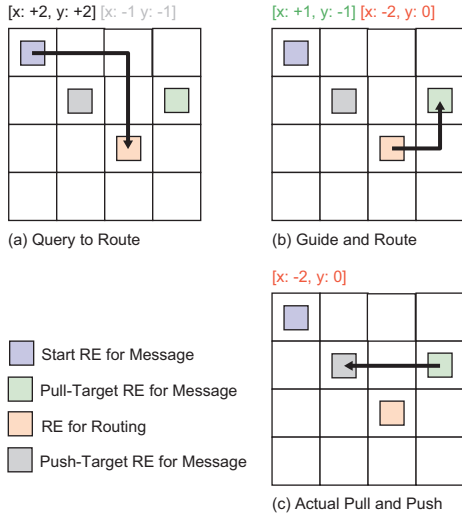 [x: +2, y: +2] [x: -1 y: -1]
(a) Query to Route
[x: +1, y: -1] [x: -2, y: 0]
(b) Guide and Route
Start RE for Message
Pull-Target RE for Message
RE for Routing
Push-Target RE for Message
[x: -2, y: 0]
(c) Actual Pull and Push